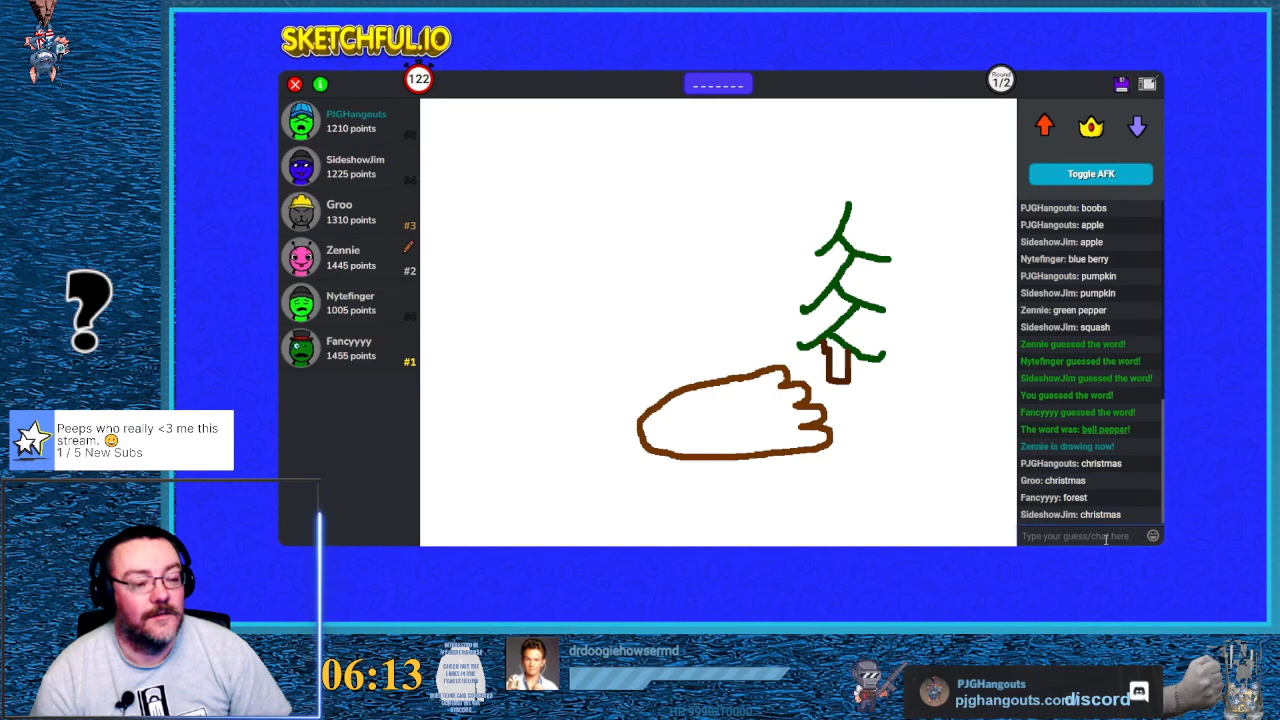 SKETCHFUL.IO
122
_ _ _ _ _ _ _
Round
1/2
PJGHangouts
1210 points
SideshowJim
1225 points
Groo
1310 points
#3
Zennie
1445 points
#2
Nytefinger
1005 points
Fancyyyy
1455 points
#1
Toggle AFK
PJGHangouts: boobs
PJGHangouts: apple
SideshowJim: apple
Nytefinger: blue berry
PJGHangouts: pumpkin
SideshowJim: pumpkin
Zennie: green pepper
SideshowJim: squash
Zennie guessed the word!
Nytefinger guessed the word!
SideshowJim guessed the word!
You guessed the word!
Fancyyyy guessed the word!
The word was: bell pepper!
Zennie is drawing now!
PJGHangouts: christmas
Groo: christmas
Fancyyyy: forest
SideshowJim: christmas
Type your guess/chat here
?
Peeps who really <3 me this
stream. 😀
1 / 5 New Subs
06:13
drdoogiehowsermd
PJGHangouts
pjghangouts.com/discord